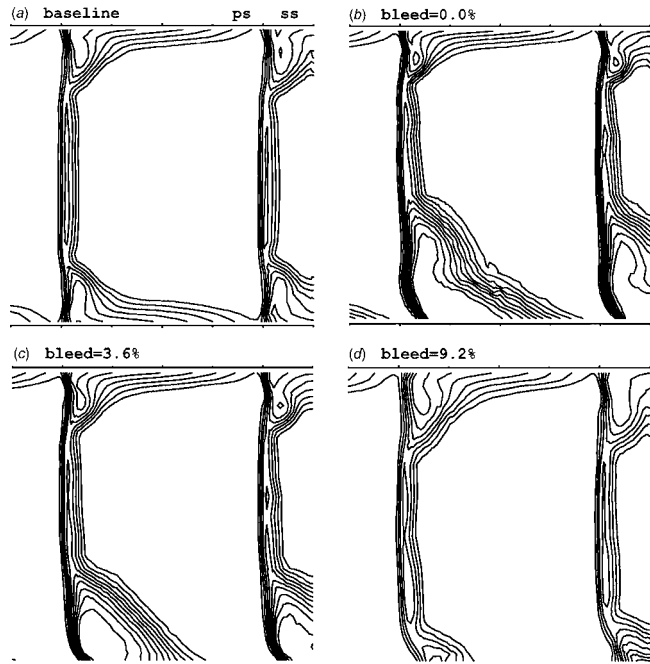 (a) baseline ps ss
(b) bleed=0.0%
(c) bleed=3.6%
(d) bleed=9.2%